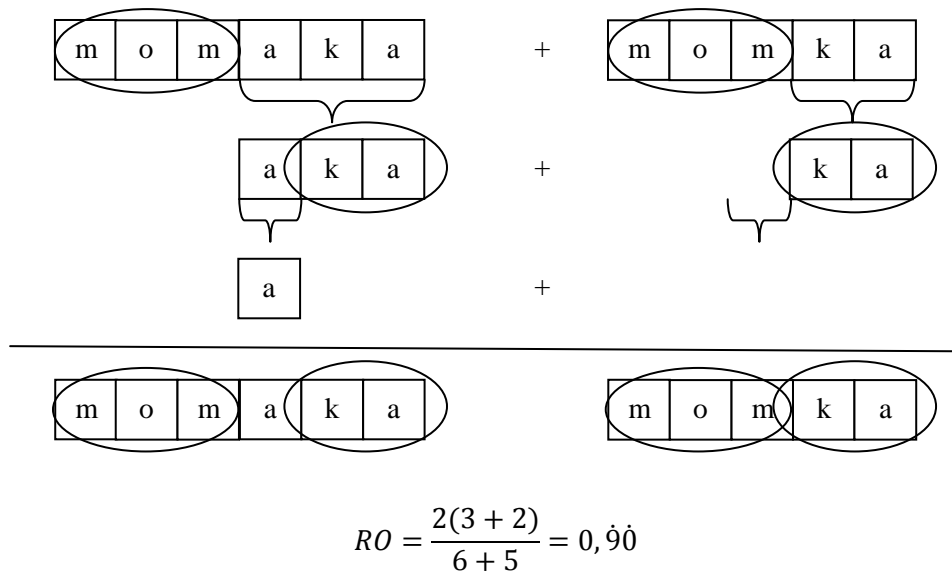 m o m a k a + m o m k a
a k a + k a
a +
m o m a k a m o m k a
RO = 2(3 + 2) / 6 + 5 = 0, 9̇0̇